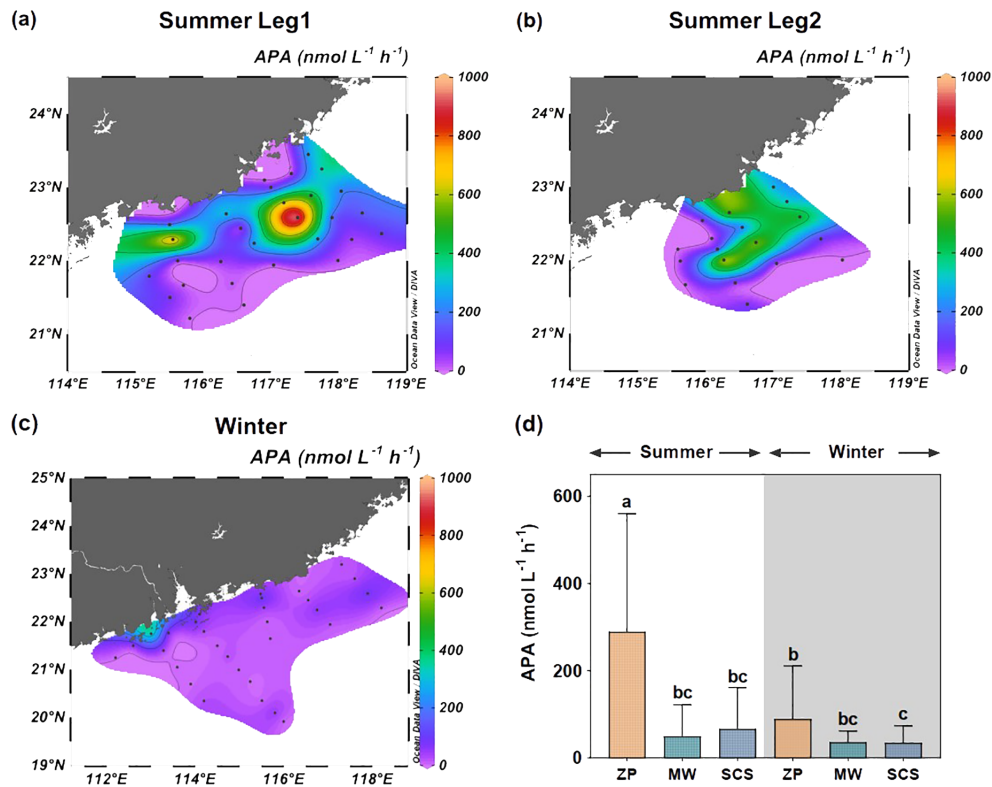 (a) Summer Leg1
APA (nmol L-1 h-1)
24°N
23°N
22°N
21°N
114°E 115°E 116°E 117°E 118°E 119°E
1000
800
600
400
200
0
Ocean Data View / DIVA
(b) Summer Leg2
APA (nmol L-1 h-1)
24°N
23°N
22°N
21°N
114°E 115°E 116°E 117°E 118°E 119°E
1000
800
600
400
200
0
Ocean Data View / DIVA
(c) Winter
APA (nmol L-1 h-1)
25°N
24°N
23°N
22°N
21°N
20°N
19°N
112°E 114°E 116°E 118°E
1000
800
600
400
200
0
Ocean Data View / DIVA
(d)
Summer Winter
APA (nmol L-1 h-1)
600
400
200
0
a bc bc b bc c
ZP MW SCS ZP MW SCS